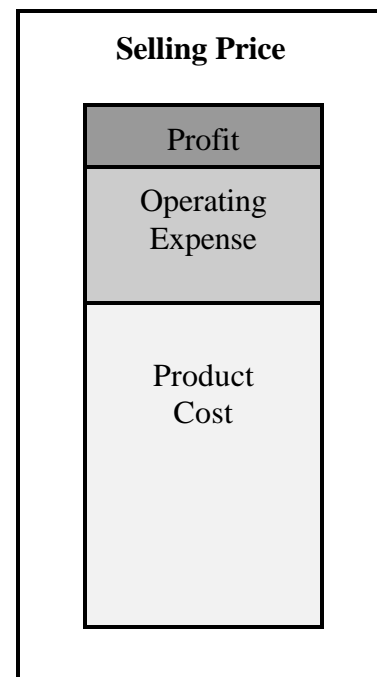 Selling Price
Profit
Operating
Expense
Product
Cost